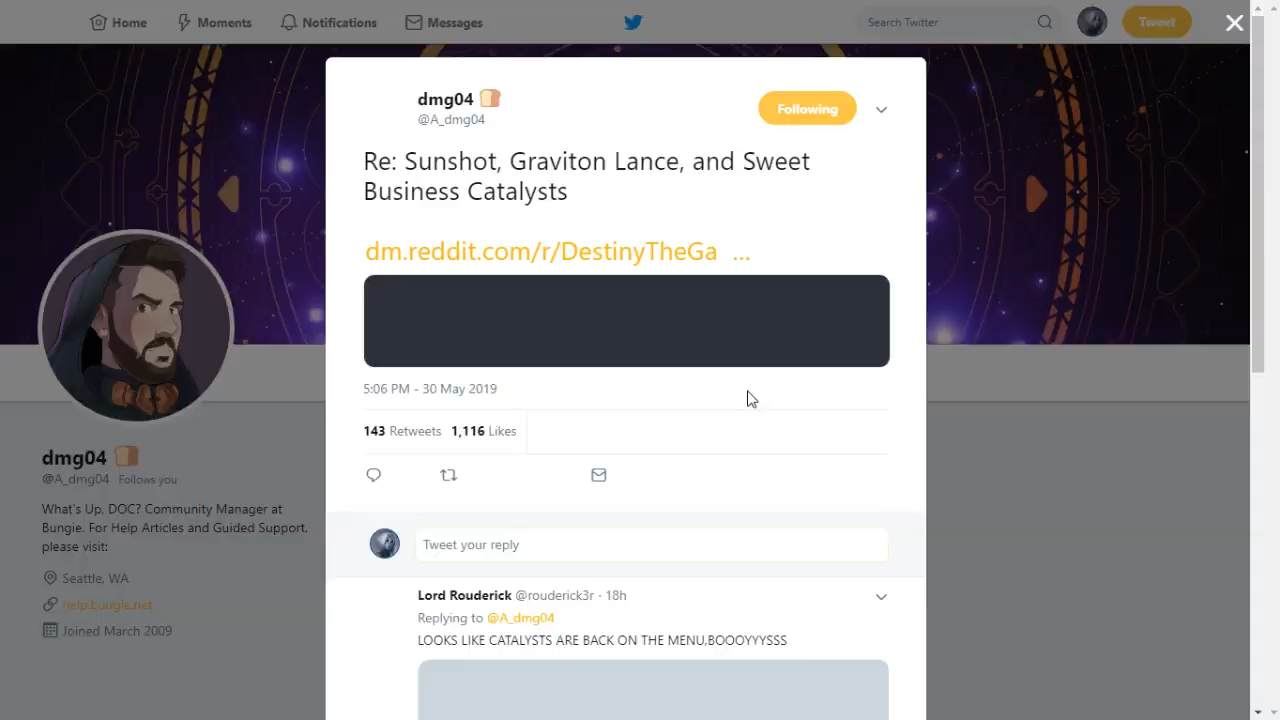 Home
Moments
Notifications
Messages
Search Twitter
Tweet
dmg04
@A_dmg04
Following
Re: Sunshot, Graviton Lance, and Sweet
Business Catalysts
dm.reddit.com/r/DestinyTheGa ...
5:06 PM - 30 May 2019
143 Retweets 1,116 Likes
Tweet your reply
Lord Rouderick @rouderick3r · 18h
Replying to @A_dmg04
LOOKS LIKE CATALYSTS ARE BACK ON THE MENU,BOOOYYYSSS
dmg04
@A_dmg04 Follows you
What's Up, DOC? Community Manager at
Bungie. For Help Articles and Guided Support,
please visit:
Seattle, WA
help.bungie.net
Joined March 2009